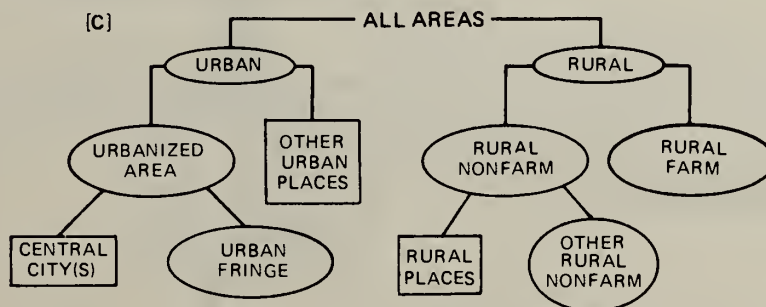 [C]
ALL AREAS
URBAN
RURAL
URBANIZED
AREA
OTHER
URBAN
PLACES
RURAL
NONFARM
RURAL
FARM
CENTRAL
CITY(S)
URBAN
FRINGE
RURAL
PLACES
OTHER
RURAL
NONFARM